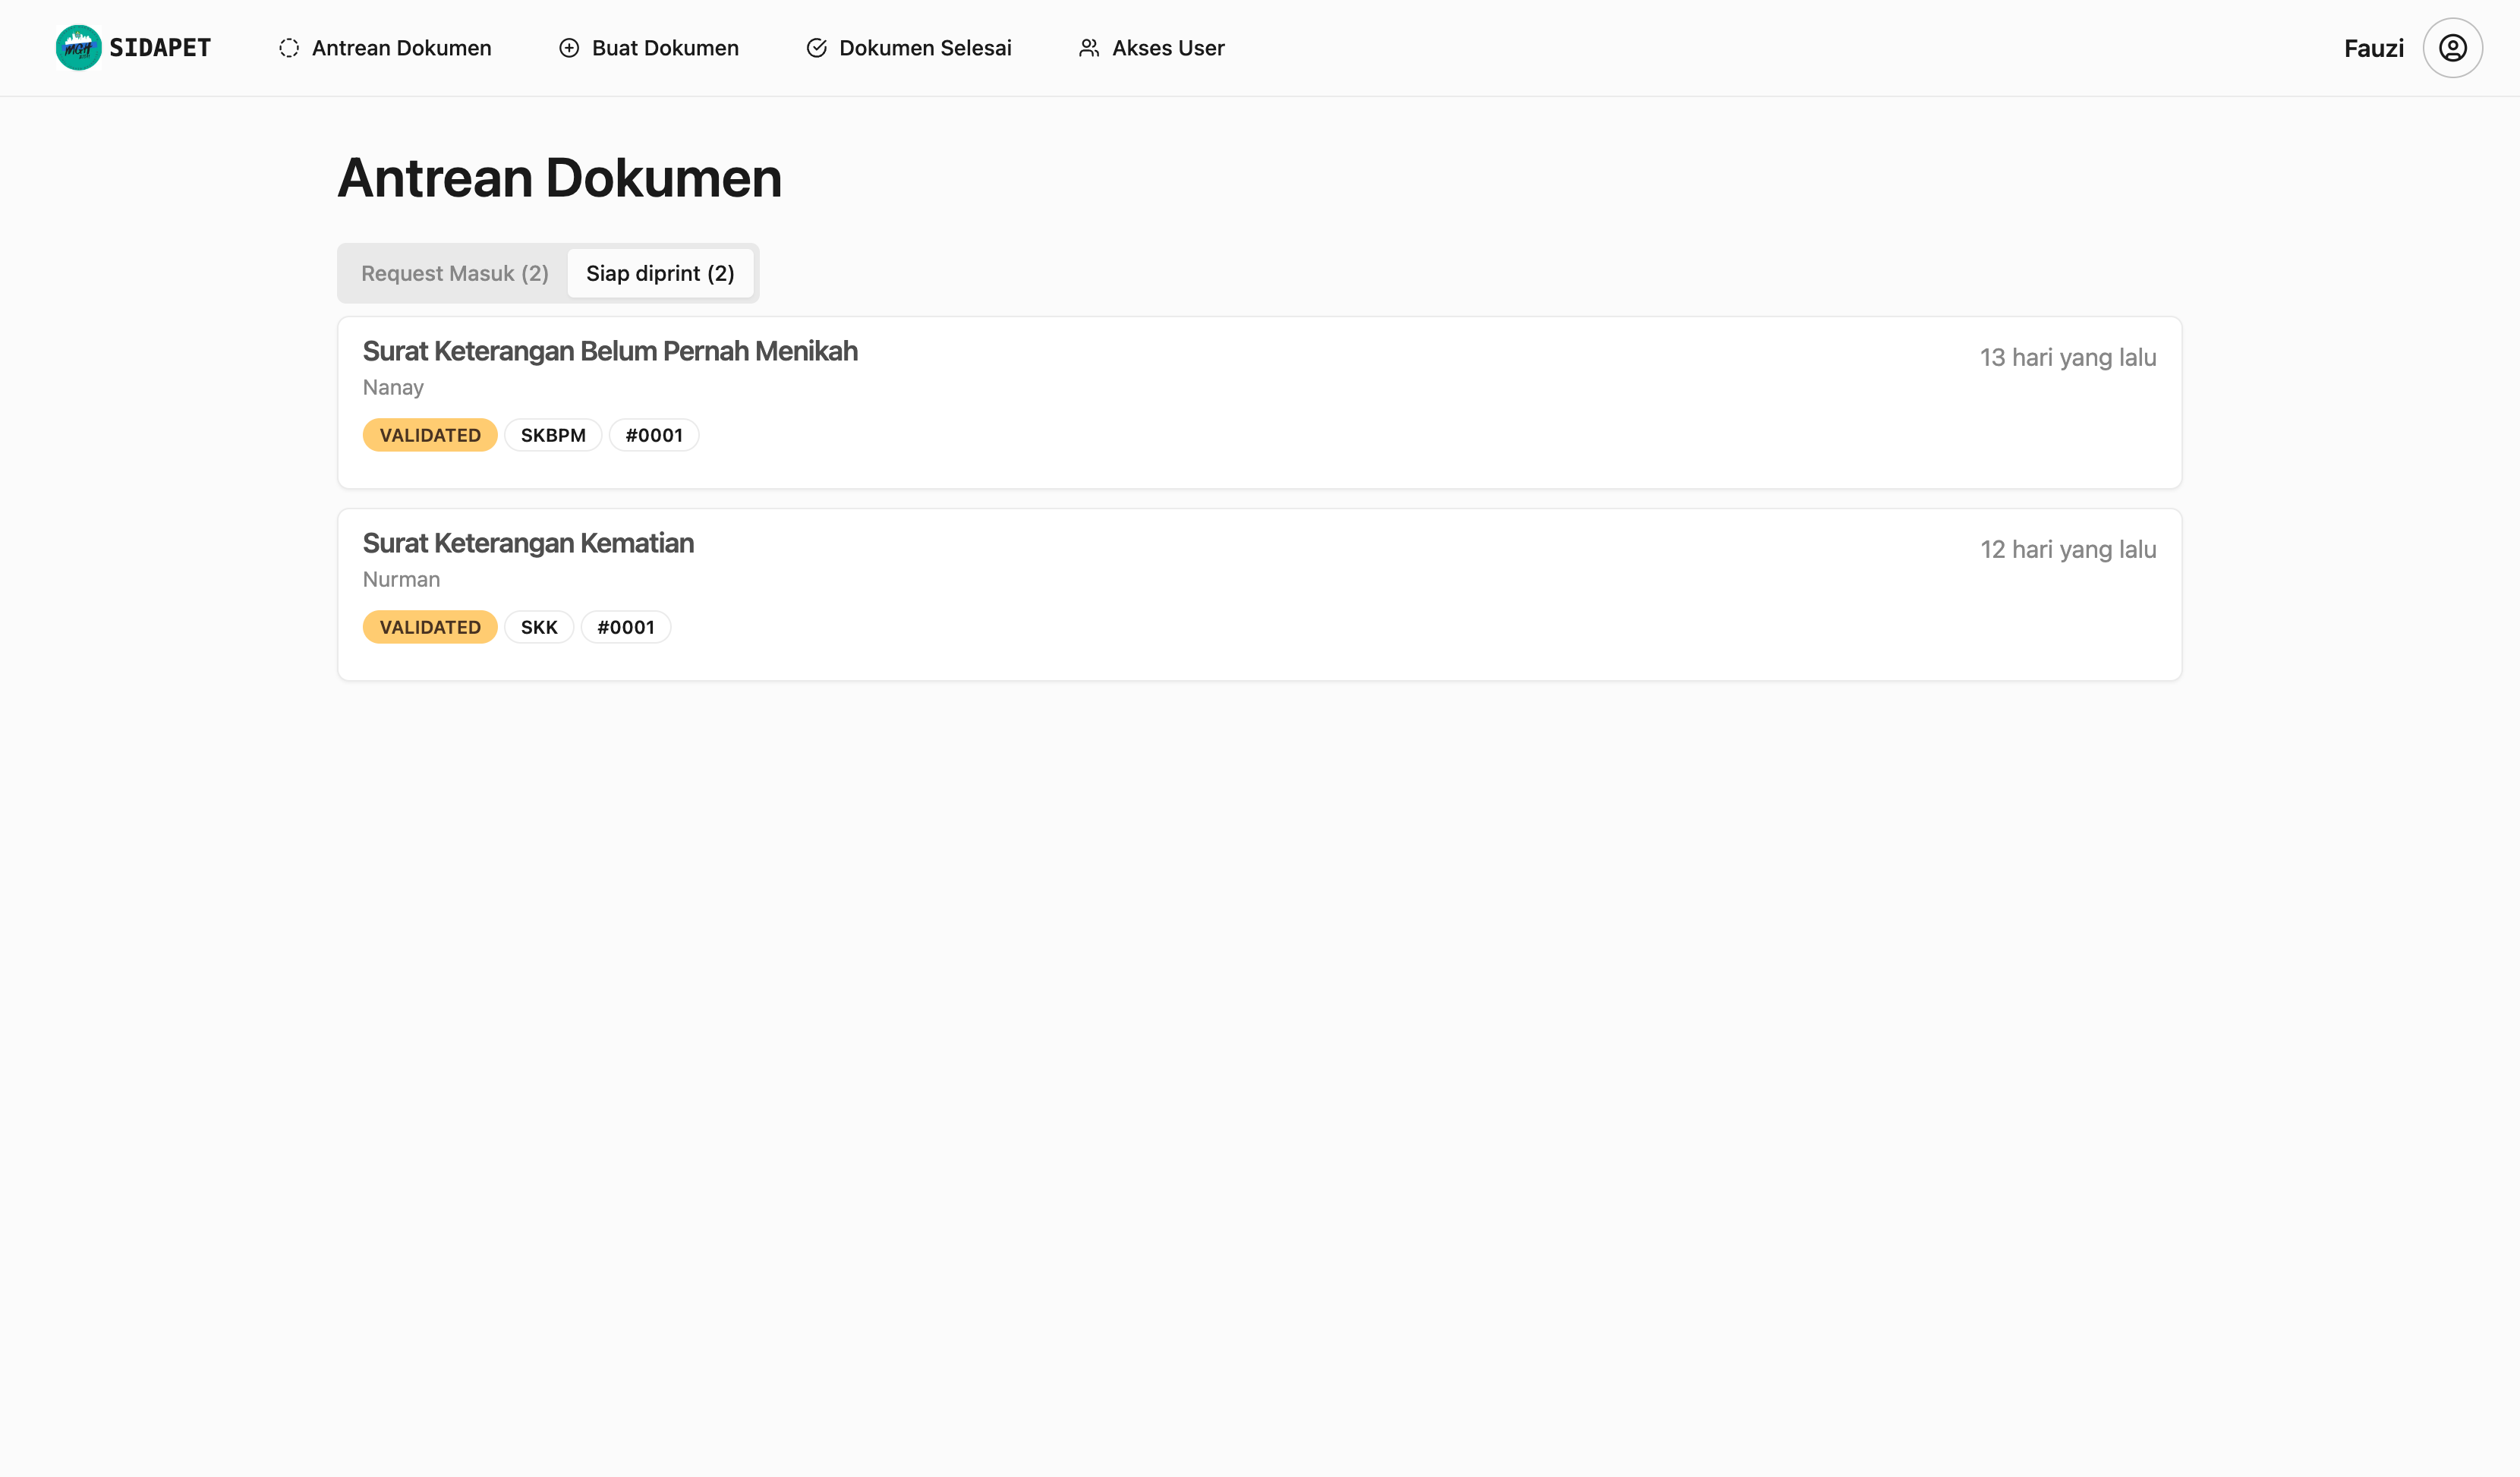 MGH
SIDAPET
Antrean Dokumen
Buat Dokumen
Dokumen Selesai
Akses User
Fauzi
Antrean Dokumen
Request Masuk (2)
Siap diprint (2)
Surat Keterangan Belum Pernah Menikah
13 hari yang lalu
Nanay
VALIDATED
SKBPM
#0001
Surat Keterangan Kematian
12 hari yang lalu
Nurman
VALIDATED
SKK
#0001